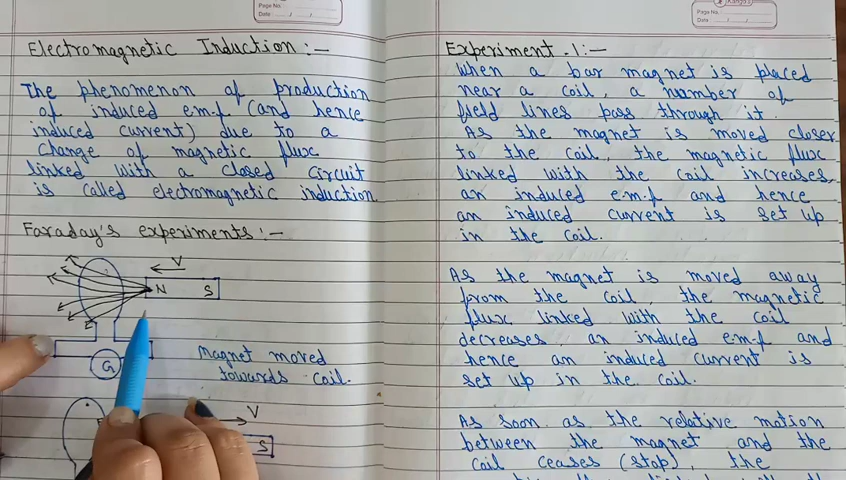 Page No.
Date / /
Electromagnetic Induction :-
The phenomenon of production
of induced e.m.f (and hence
induced current) due to a
change of magnetic flux
linked with a closed circuit
is called electromagnetic induction.
Faraday's experiments :-
V
N S
G
Magnet moved
towards coil.
V
S
Page No.
Date / /
Experiment - 1 :-
When a bar magnet is placed
near a coil, a number of
field lines pass through it.
As the magnet is moved closer
to the coil, the magnetic flux
linked with the coil increases,
an induced e.m.f and hence
an induced current is set up
in the coil.
As the magnet is moved away
from the coil, the magnetic
flux linked with the coil
decreases, an induced e.m.f and
hence an induced current is
set up in the coil.
As soon as the relative motion
between the magnet and the
coil ceases (stop), the